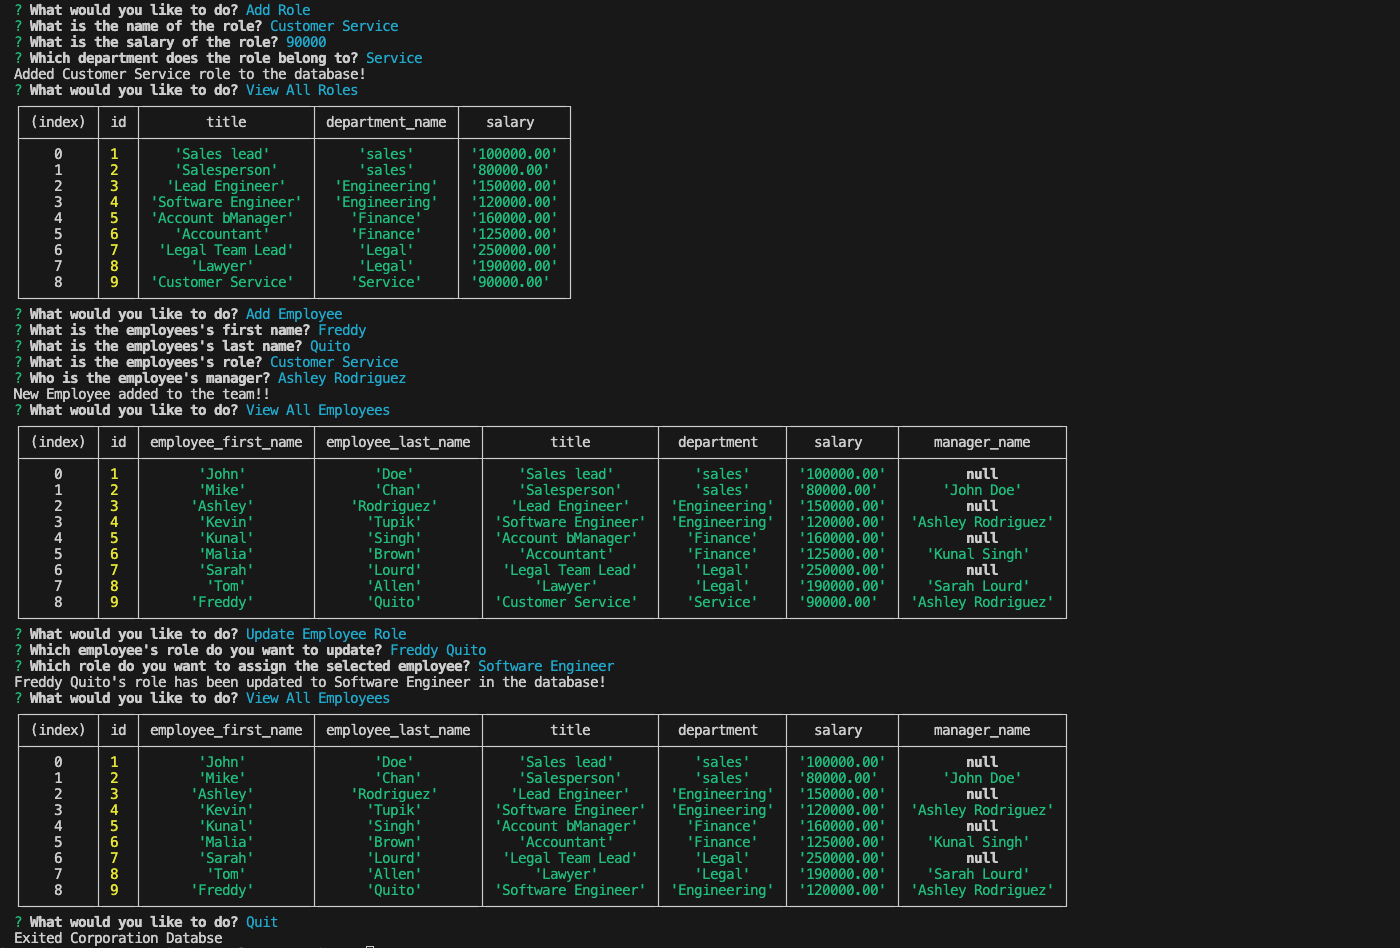 ? What would you like to do? Add Role
? What is the name of the role? Customer Service
? What is the salary of the role? 90000
? Which department does the role belong to? Service
Added Customer Service role to the database!
? What would you like to do? View All Roles
(index) id title department_name salary
0 1 'Sales lead' 'sales' '100000.00'
1 2 'Salesperson' 'sales' '80000.00'
2 3 'Lead Engineer' 'Engineering' '150000.00'
3 4 'Software Engineer' 'Engineering' '120000.00'
4 5 'Account bManager' 'Finance' '160000.00'
5 6 'Accountant' 'Finance' '125000.00'
6 7 'Legal Team Lead' 'Legal' '250000.00'
7 8 'Lawyer' 'Legal' '190000.00'
8 9 'Customer Service' 'Service' '90000.00'
? What would you like to do? Add Employee
? What is the employees's first name? Freddy
? What is the employees's last name? Quito
? What is the employees's role? Customer Service
? Who is the employee's manager? Ashley Rodriguez
New Employee added to the team!!
? What would you like to do? View All Employees
(index) id employee_first_name employee_last_name title department salary manager_name
0 1 'John' 'Doe' 'Sales lead' 'sales' '100000.00' null
1 2 'Mike' 'Chan' 'Salesperson' 'sales' '80000.00' 'John Doe'
2 3 'Ashley' 'Rodriguez' 'Lead Engineer' 'Engineering' '150000.00' null
3 4 'Kevin' 'Tupik' 'Software Engineer' 'Engineering' '120000.00' 'Ashley Rodriguez'
4 5 'Kunal' 'Singh' 'Account bManager' 'Finance' '160000.00' null
5 6 'Malia' 'Brown' 'Accountant' 'Finance' '125000.00' 'Kunal Singh'
6 7 'Sarah' 'Lourd' 'Legal Team Lead' 'Legal' '250000.00' null
7 8 'Tom' 'Allen' 'Lawyer' 'Legal' '190000.00' 'Sarah Lourd'
8 9 'Freddy' 'Quito' 'Customer Service' 'Service' '90000.00' 'Ashley Rodriguez'
? What would you like to do? Update Employee Role
? Which employee's role do you want to update? Freddy Quito
? Which role do you want to assign the selected employee? Software Engineer
Freddy Quito's role has been updated to Software Engineer in the database!
? What would you like to do? View All Employees
(index) id employee_first_name employee_last_name title department salary manager_name
0 1 'John' 'Doe' 'Sales lead' 'sales' '100000.00' null
1 2 'Mike' 'Chan' 'Salesperson' 'sales' '80000.00' 'John Doe'
2 3 'Ashley' 'Rodriguez' 'Lead Engineer' 'Engineering' '150000.00' null
3 4 'Kevin' 'Tupik' 'Software Engineer' 'Engineering' '120000.00' 'Ashley Rodriguez'
4 5 'Kunal' 'Singh' 'Account bManager' 'Finance' '160000.00' null
5 6 'Malia' 'Brown' 'Accountant' 'Finance' '125000.00' 'Kunal Singh'
6 7 'Sarah' 'Lourd' 'Legal Team Lead' 'Legal' '250000.00' null
7 8 'Tom' 'Allen' 'Lawyer' 'Legal' '190000.00' 'Sarah Lourd'
8 9 'Freddy' 'Quito' 'Software Engineer' 'Engineering' '120000.00' 'Ashley Rodriguez'
? What would you like to do? Quit
Exited Corporation Databse